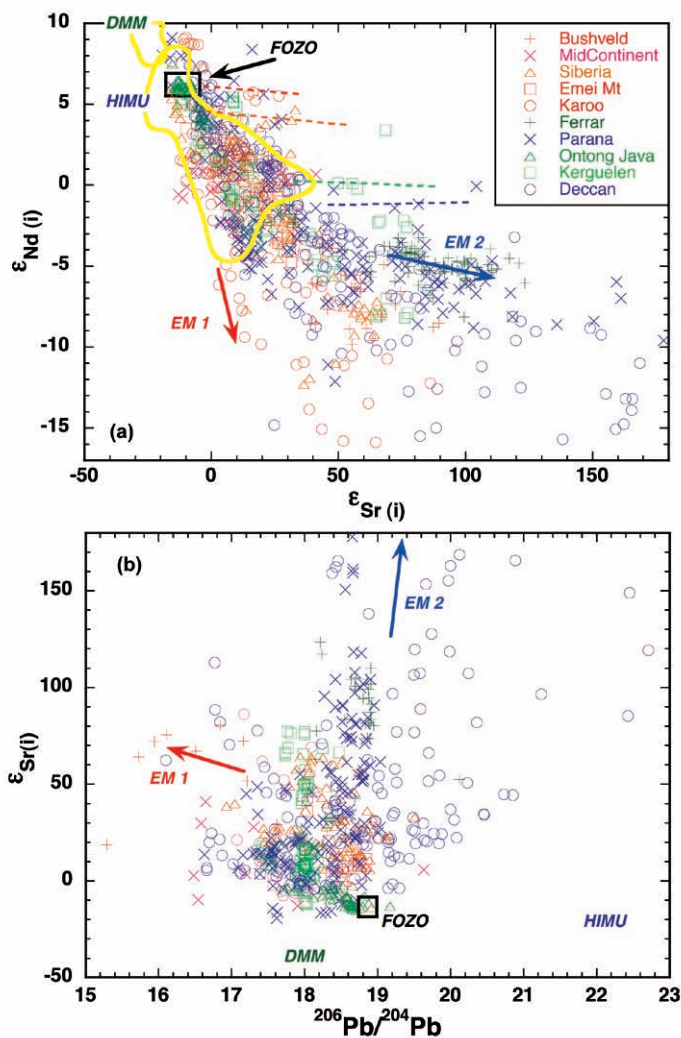 10
5
0
-5
-10
-15
εNd (i)
DMM
FOZO
HIMU
EM 1
EM 2
(a)
Bushveld
MidContinent
Siberia
Emei Mt
Karoo
Ferrar
Parana
Ontong Java
Kerguelen
Deccan
-50 0 50 100 150
εSr (i)
(b)
150
100
50
0
-50
εSr(i)
EM 2
EM 1
FOZO
DMM
HIMU
15 16 17 18 19 20 21 22 23
206Pb/204Pb